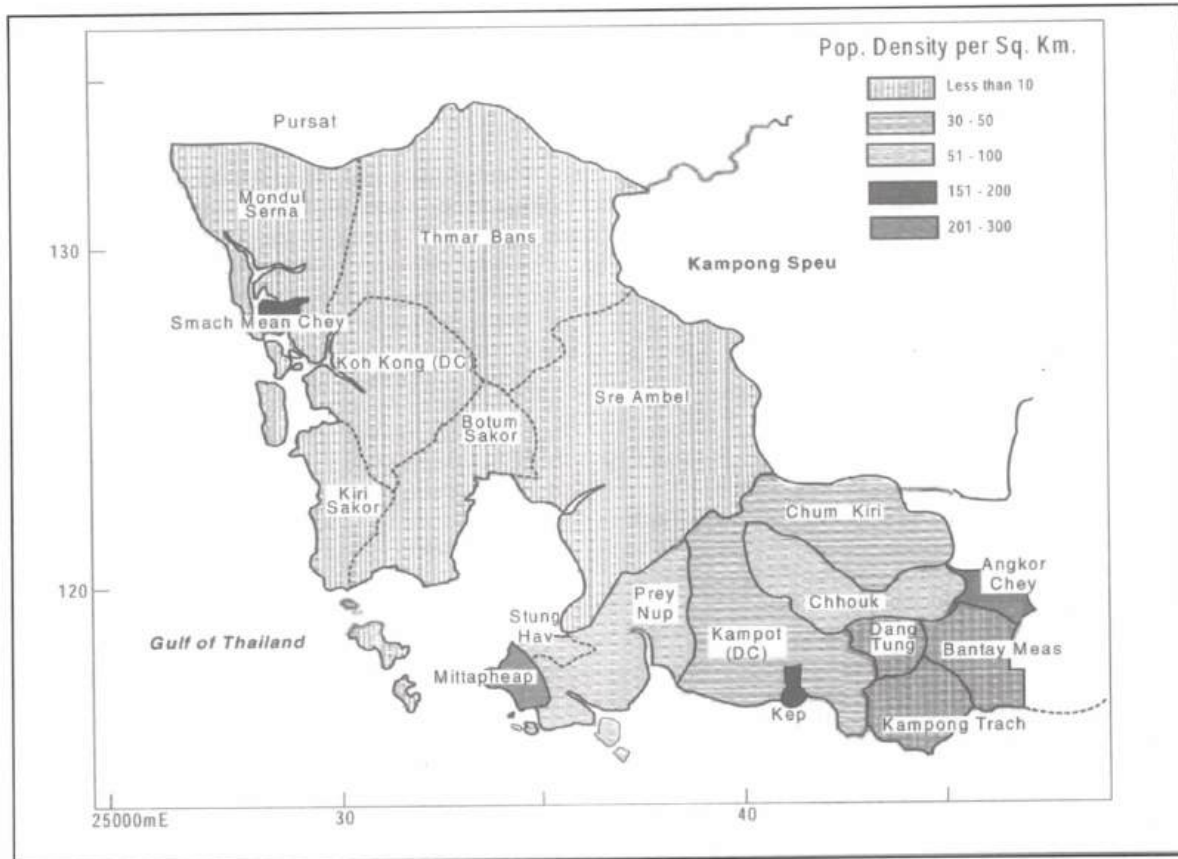 Pop. Density per Sq. Km.
Less than 10
30 - 50
51 - 100
151 - 200
201 - 300
Pursat
Mondul
Serna
Thmar Bans
130
Kampong Speu
Smach Mean Chey
Koh Kong (DC
Sre Ambel
Botum
Sakor
Kiri
Sakor
Chum Kiri
Angkor
Chey
120
Prey
Nup
Chhouk
Stung
Hav
Gulf of Thailand
Kampot
(DC)
Dang
Tung
Bantay Meas
Mittapheap
Kep
Kampong Trach
25000mE
30
40